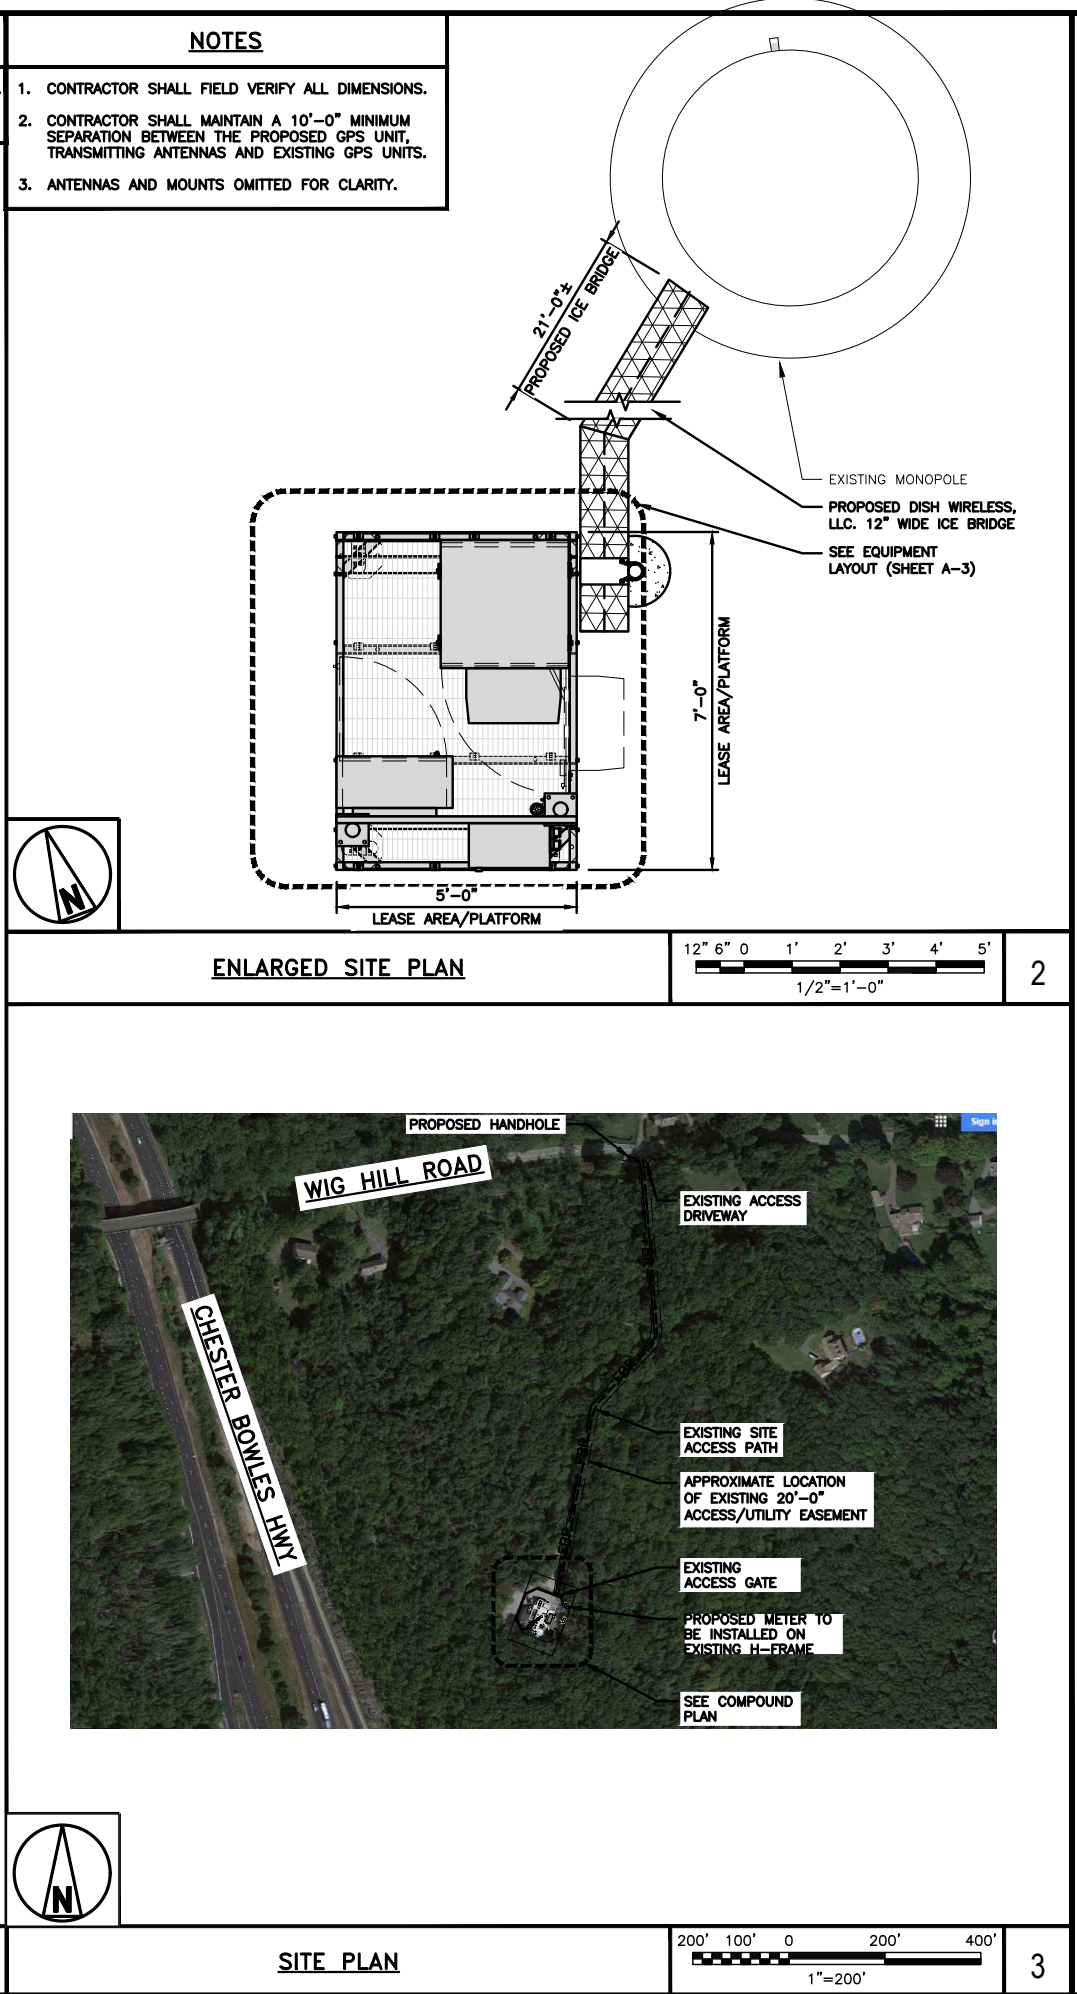 NOTES
1. CONTRACTOR SHALL FIELD VERIFY ALL DIMENSIONS.
2. CONTRACTOR SHALL MAINTAIN A 10'-0" MINIMUM
SEPARATION BETWEEN THE PROPOSED GPS UNIT,
TRANSMITTING ANTENNAS AND EXISTING GPS UNITS.
3. ANTENNAS AND MOUNTS OMITTED FOR CLARITY.
21'-0"±
PROPOSED ICE BRIDGE
EXISTING MONOPOLE
PROPOSED DISH WIRELESS,
LLC. 12" WIDE ICE BRIDGE
SEE EQUIPMENT
LAYOUT (SHEET A-3)
7'-0"
LEASE AREA/PLATFORM
5'-0"
LEASE AREA/PLATFORM
N
ENLARGED SITE PLAN
12" 6" 0 1' 2' 3' 4' 5'
1/2"=1'-0"
2
PROPOSED HANDHOLE
WIG HILL ROAD
EXISTING ACCESS
DRIVEWAY
CHESTER BOWLES HWY
EXISTING SITE
ACCESS PATH
APPROXIMATE LOCATION
OF EXISTING 20'-0"
ACCESS/UTILITY EASEMENT
EXISTING
ACCESS GATE
PROPOSED METER TO
BE INSTALLED ON
EXISTING H-FRAME
SEE COMPOUND
PLAN
N
SITE PLAN
200' 100' 0 200' 400'
1"=200'
3